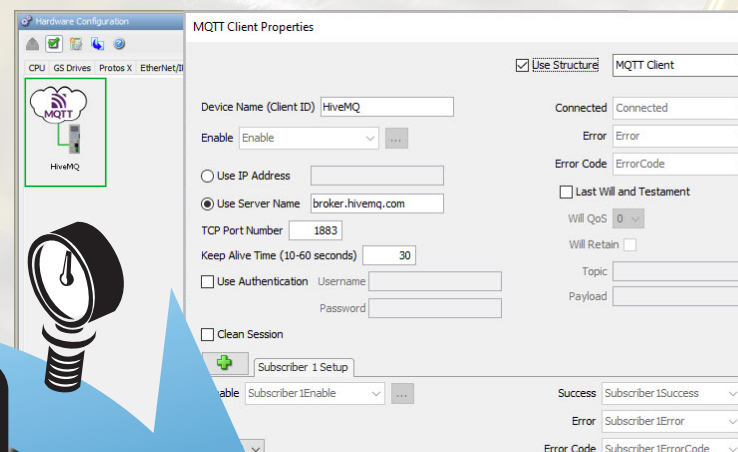 Hardware Configuration
CPU GS Drives Protos X
MQTT
HiveMQ
MQTT Client Properties
Use Structure MQTT Client
Device Name (Client ID) HiveMQ
Connected Connected
Enable Enable ...
Error Error
Error Code ErrorCode
Use IP Address
Last Will and Testament
Use Server Name broker.hivemq.com
Will QoS 0
TCP Port Number 1883
Will Retain
Keep Alive Time (10-60 seconds) 30
Topic
Use Authentication Username
Payload
Password
Clean Session
Subscriber 1 Setup
Subscriber1Enable ...
Success Subscriber1Success
Error Subscriber1Error
Error Code Subscriber1ErrorCode